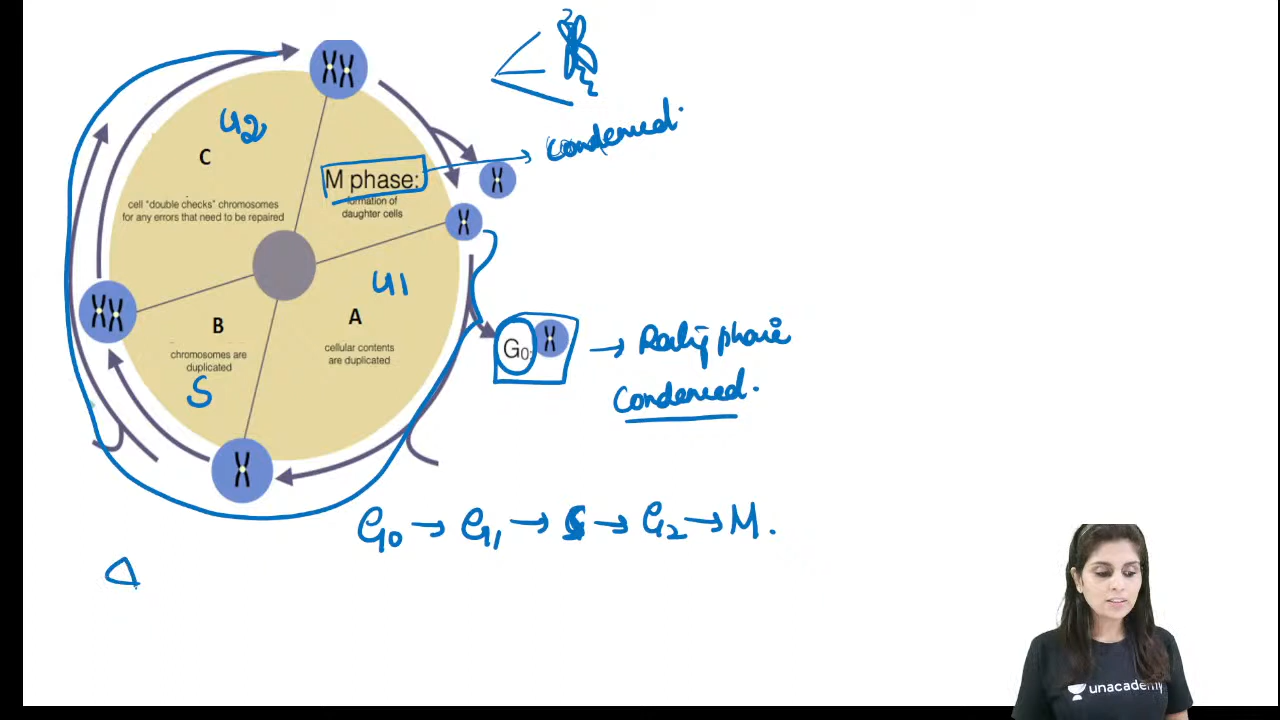 G2
C
cell "double checks" chromosomes
for any errors that need to be repaired
M phase:
formation of
daughter cells
condensed.
G1
A
cellular contents
are duplicated
B
chromosomes are
duplicated
S
G0:
→ phase
Condensed.
G0 → G1 → S → G2 → M.
unacademy